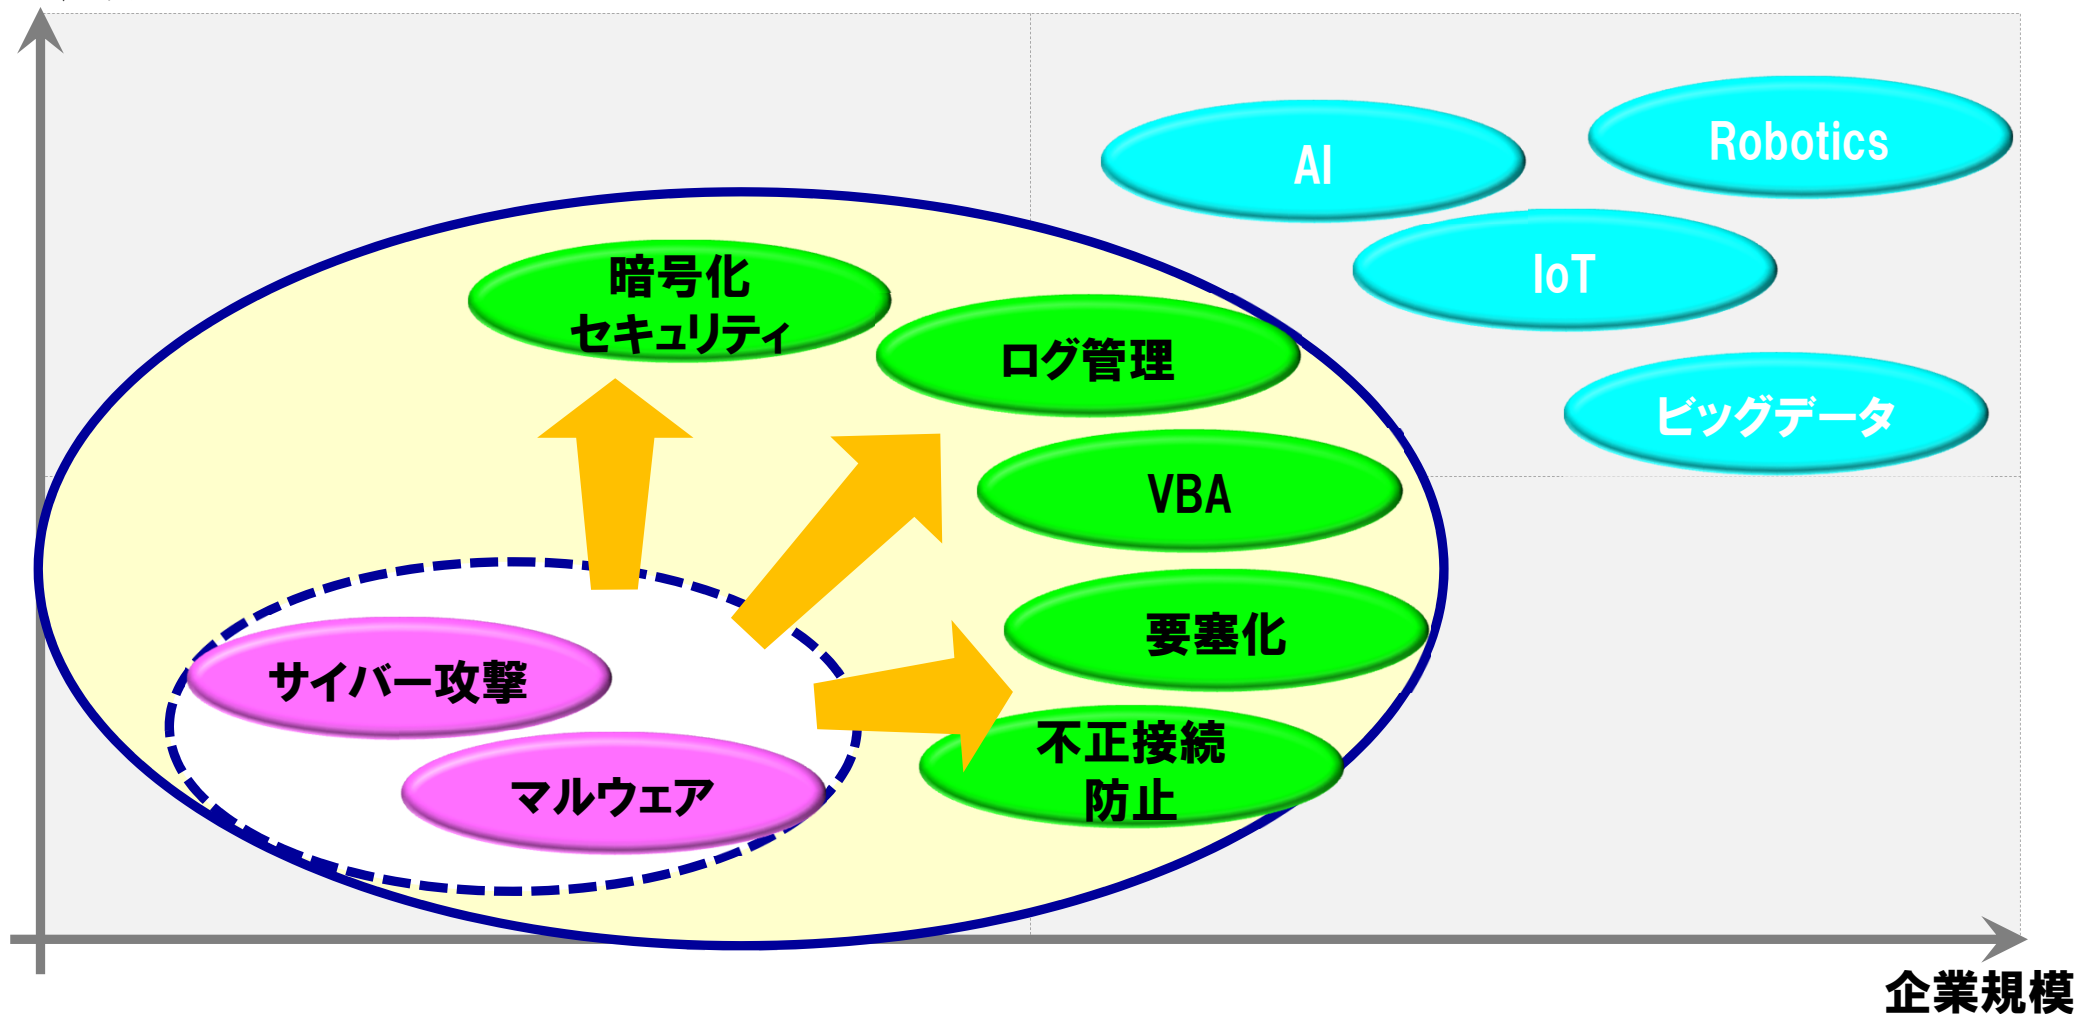 AI
Robotics
IoT
ビッグデータ
暗号化
セキュリティ
ログ管理
VBA
要塞化
不正接続
防止
サイバー攻撃
マルウェア
企業規模